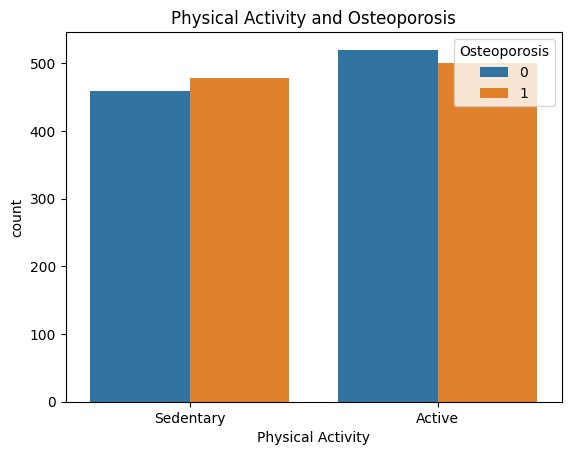 Physical Activity and Osteoporosis
Osteoporosis
0
1
500
400
300
200
100
0
count
Sedentary Active
Physical Activity